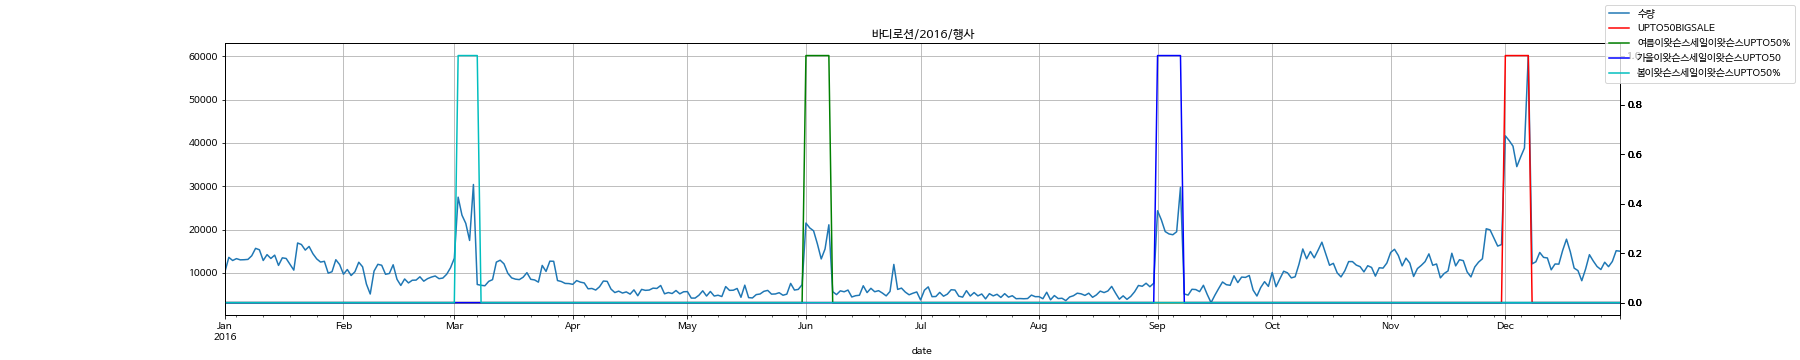 바디로션/2016/행사
수량
UPTO50BIGSALE
여름이왓슨스세일이왓슨스UPTO50%
가을이왓슨스세일이왓슨스UPTO50
봄이왓슨스세일이왓슨스UPTO50%
60000
50000
40000
30000
20000
10000
1.0
0.8
0.6
0.4
0.2
0.0
Jan Feb Mar Apr May Jun Jul Aug Sep Oct Nov Dec
2016
date